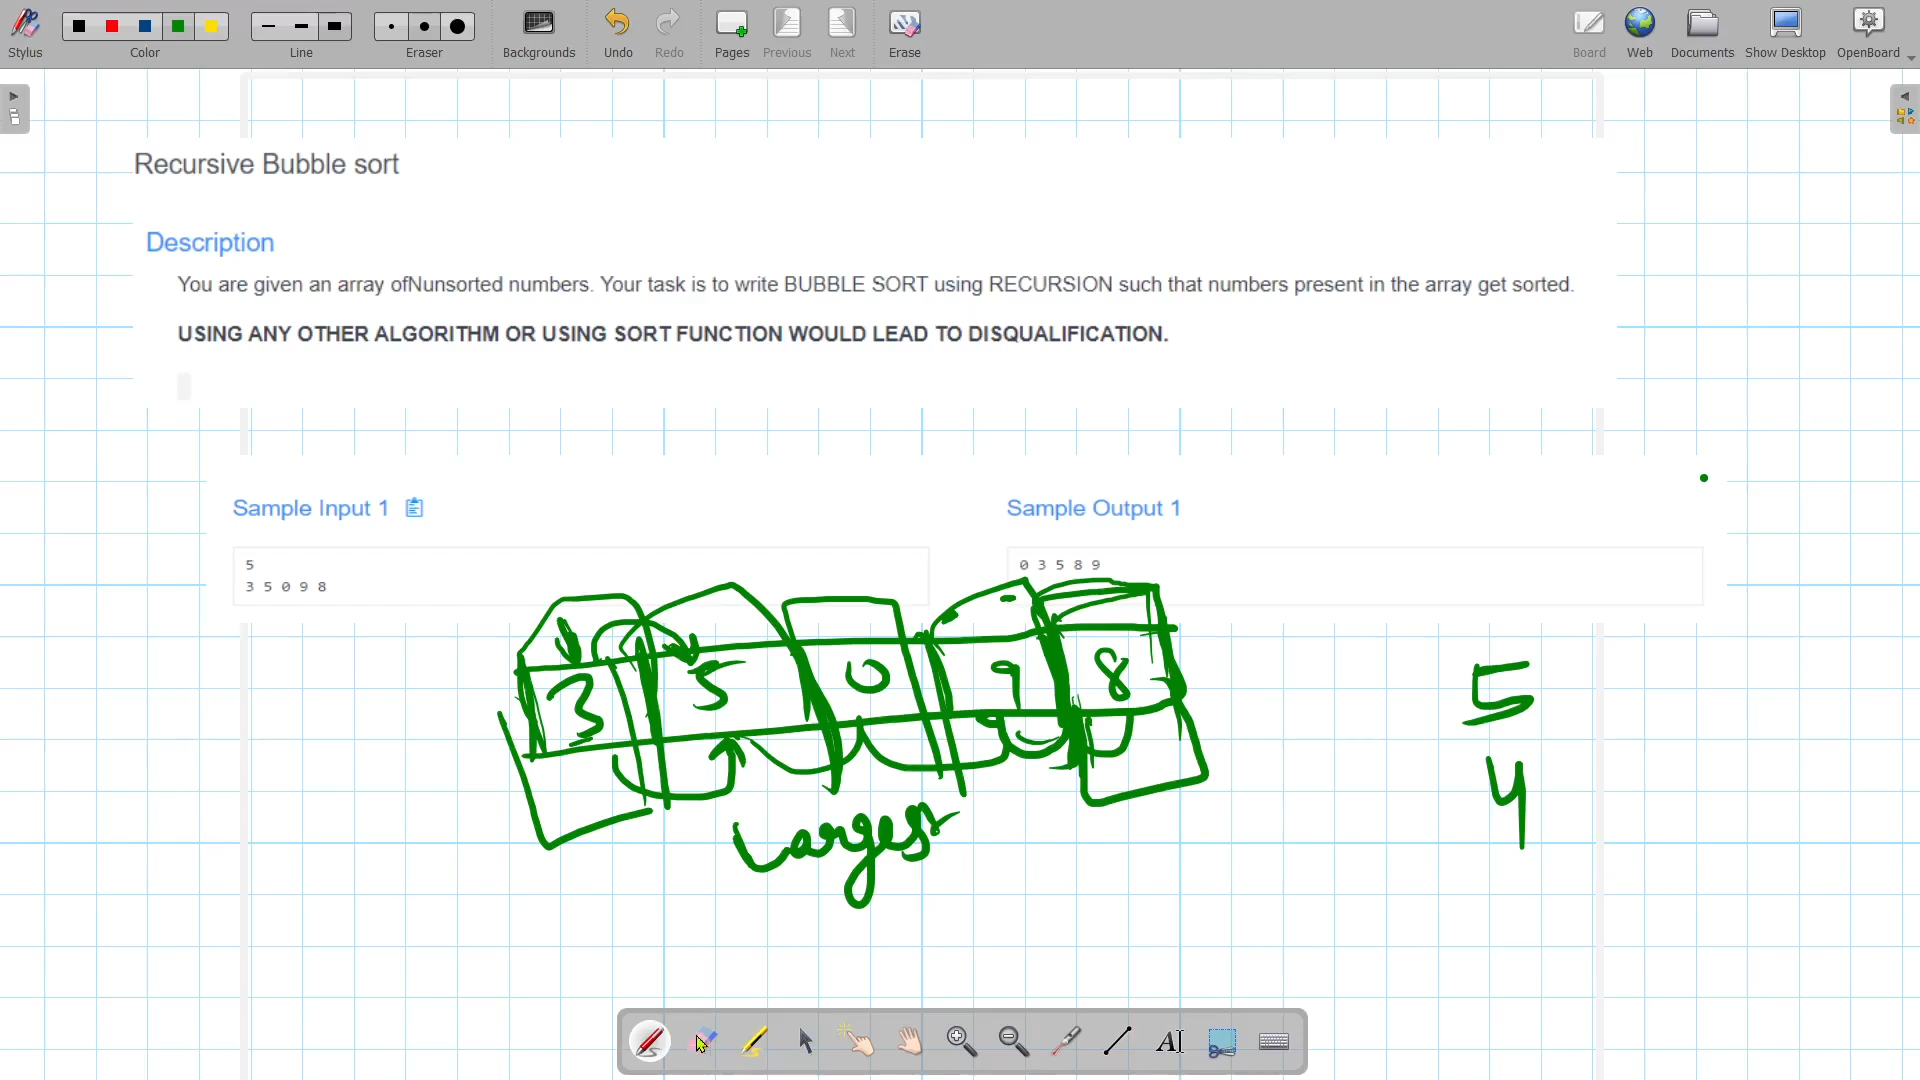 Stylus
Color
Line
Eraser
Backgrounds
Undo
Redo
Pages
Previous
Next
Erase
Board
Web
Documents
Show Desktop
OpenBoard
Recursive Bubble sort
Description
You are given an array ofNunsorted numbers. Your task is to write BUBBLE SORT using RECURSION such that numbers present in the array get sorted.
USING ANY OTHER ALGORITHM OR USING SORT FUNCTION WOULD LEAD TO DISQUALIFICATION.
Sample Input 1
5
3 5 0 9 8
Sample Output 1
0 3 5 8 9
3 5 0 9 8
Largest
5
4
AI